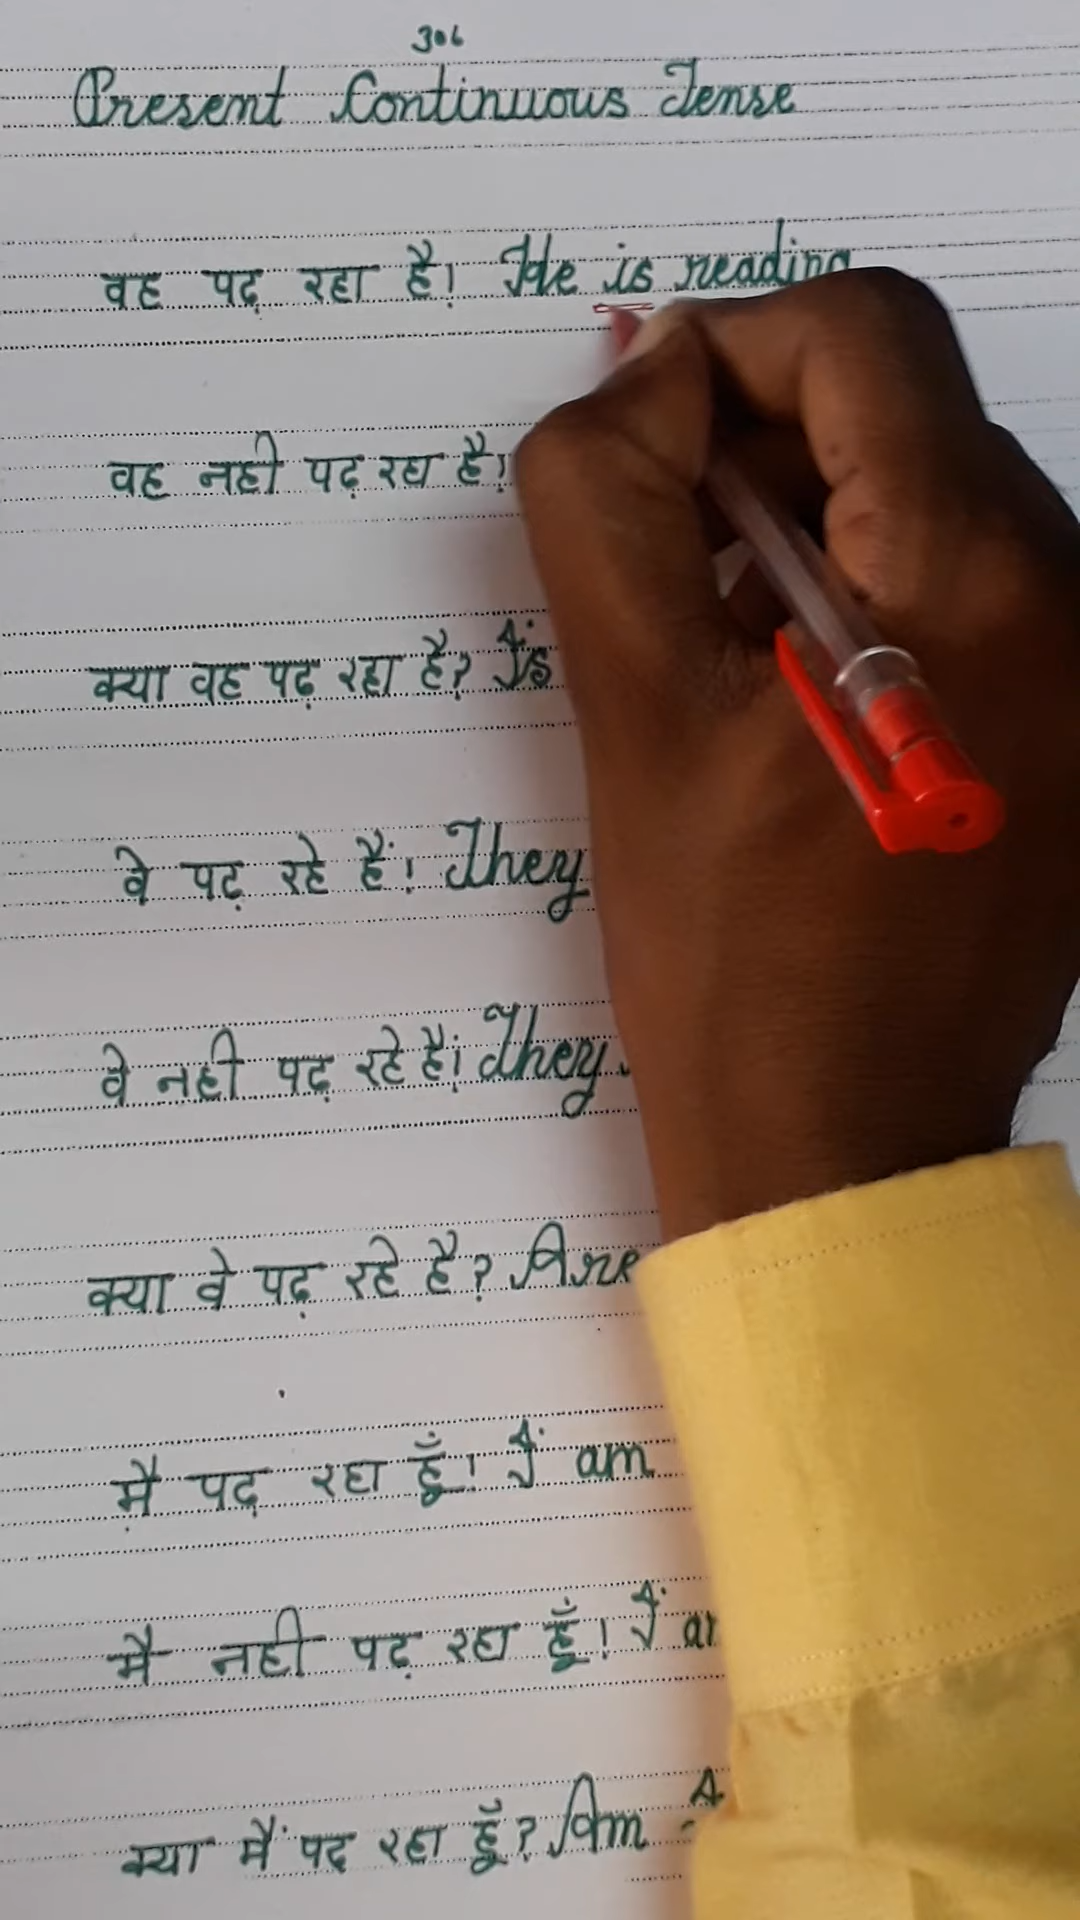 306
Present Continuous Tense
वह पढ़ रहा है। He is reading
वह नही पढ़ रहा है।
क्या वह पढ़ रहा है? Is
वे पढ़ रहे हैं। They
वे नही पढ़ रहे हैं। They
क्या वे पढ़ रहे है? Are
मै पढ़ रहा हूँ। I am
मै नही पढ़ रहा हूँ। I
क्या मैं पढ़ रहा हूँ? Am